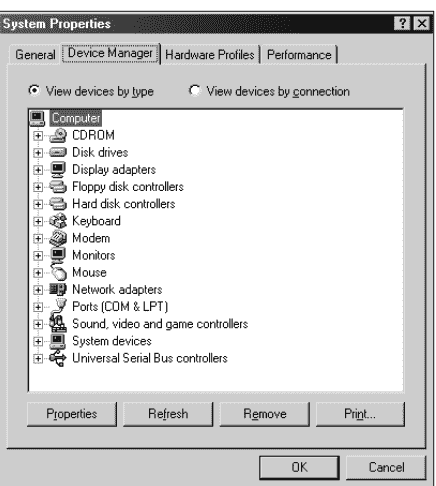 System Properties
General Device Manager Hardware Profiles Performance
View devices by type View devices by connection
Computer
CDROM
Disk drives
Display adapters
Floppy disk controllers
Hard disk controllers
Keyboard
Modem
Monitors
Mouse
Network adapters
Ports (COM & LPT)
Sound, video and game controllers
System devices
Universal Serial Bus controllers
Properties Refresh Remove Print...
OK Cancel